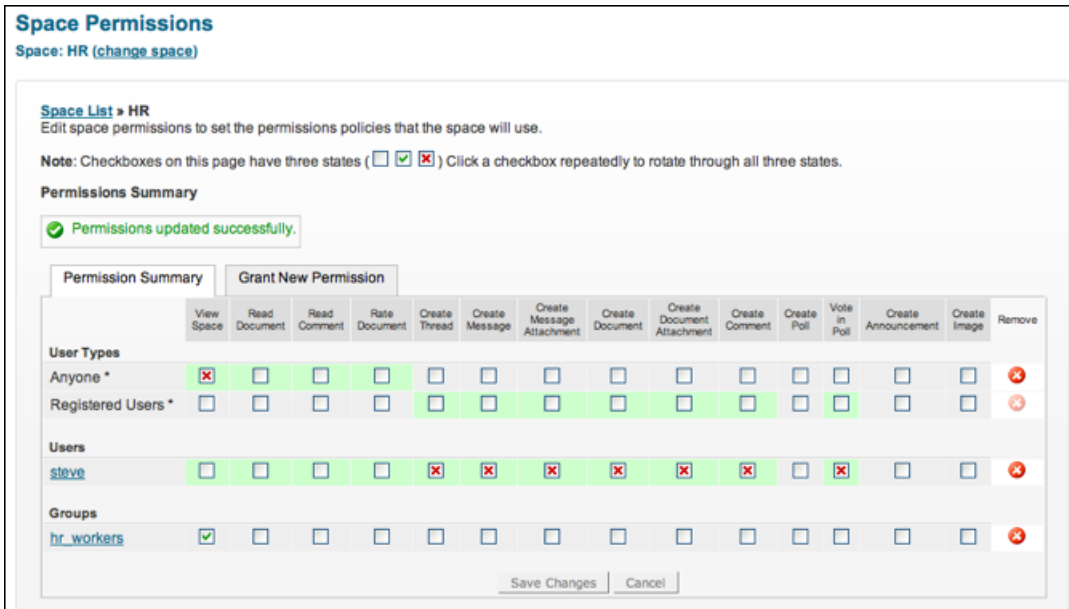 Space Permissions
Space: HR (change space)
Space List » HR
Edit space permissions to set the permissions policies that the space will use.
Note: Checkboxes on this page have three states ( ) Click a checkbox repeatedly to rotate through all three states.
Permissions Summary
Permissions updated successfully.
Permission Summary Grant New Permission
View Space Read Document Read Comment Rate Document Create Thread Create Message Create Message Attachment Create Document Create Document Attachment Create Comment Create Poll Vote in Poll Create Announcement Create Image Remove
User Types
Anyone *
Registered Users *
Users
steve
Groups
hr_workers
Save Changes Cancel